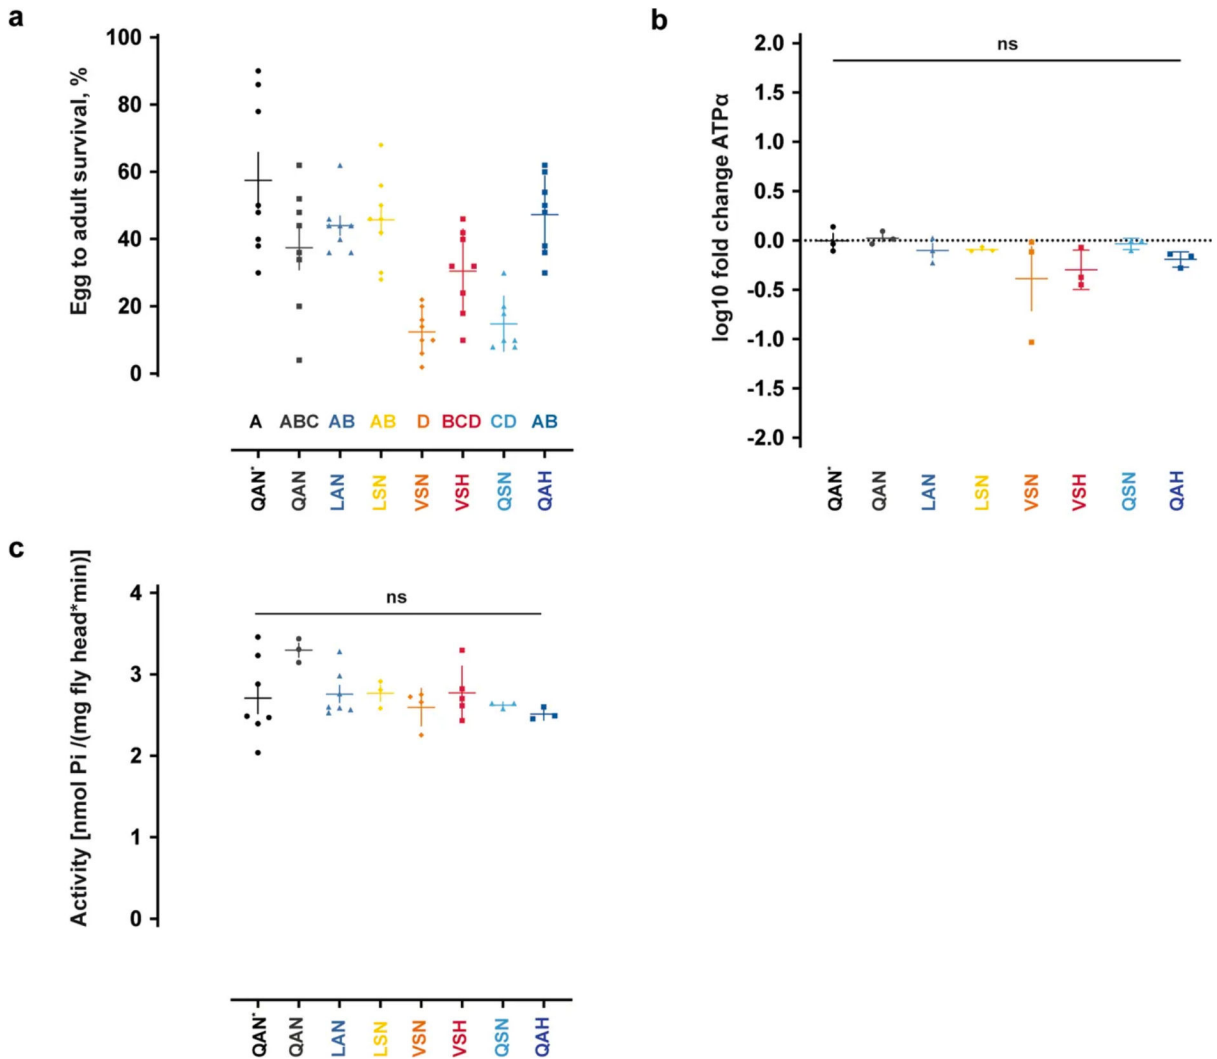 a
Egg to adult survival, %
100
80
60
40
20
0
A ABC AB AB D BCD CD AB
QAN* QAN LAN LSN VSN VSH QSN QAH
b
log10 fold change ATPα
2.0
1.5
1.0
0.5
0.0
-0.5
-1.0
-1.5
-2.0
ns
QAN* QAN LAN LSN VSN VSH QSN QAH
c
Activity [nmol Pi /(mg fly head*min)]
4
3
2
1
0
ns
QAN* QAN LAN LSN VSN VSH QSN QAH